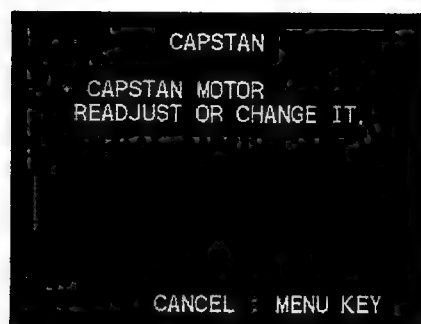 CAPSTAN
CAPSTAN MOTOR
READJUST OR CHANGE IT.
CANCEL : MENU KEY